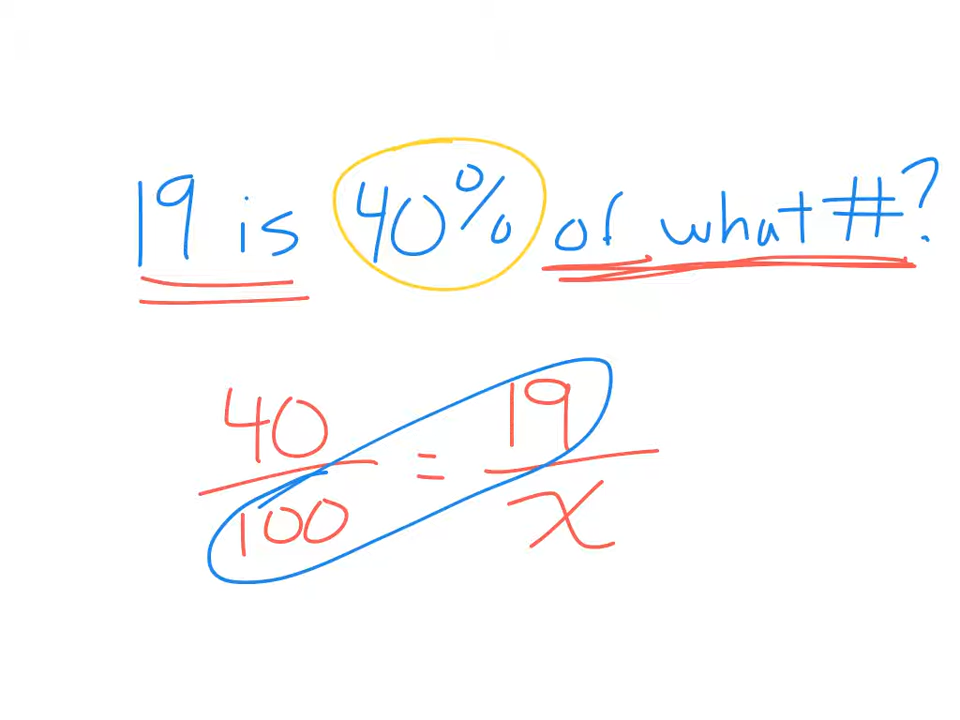 19 is 40% of what #?
40/100 = 19/x